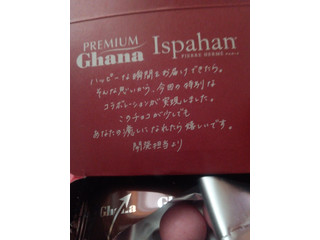 PREMIUM
Ghana
Ispahan
PIERRE HERMÉ PARIS
ハッピーな瞬間をお届けできたら。
そんな思いから、今回の特別な
コラボレーションが実現しました。
このチョコが少しでも
あなたの癒しになれたら嬉しいです。
開発担当より
Ghana
Gha